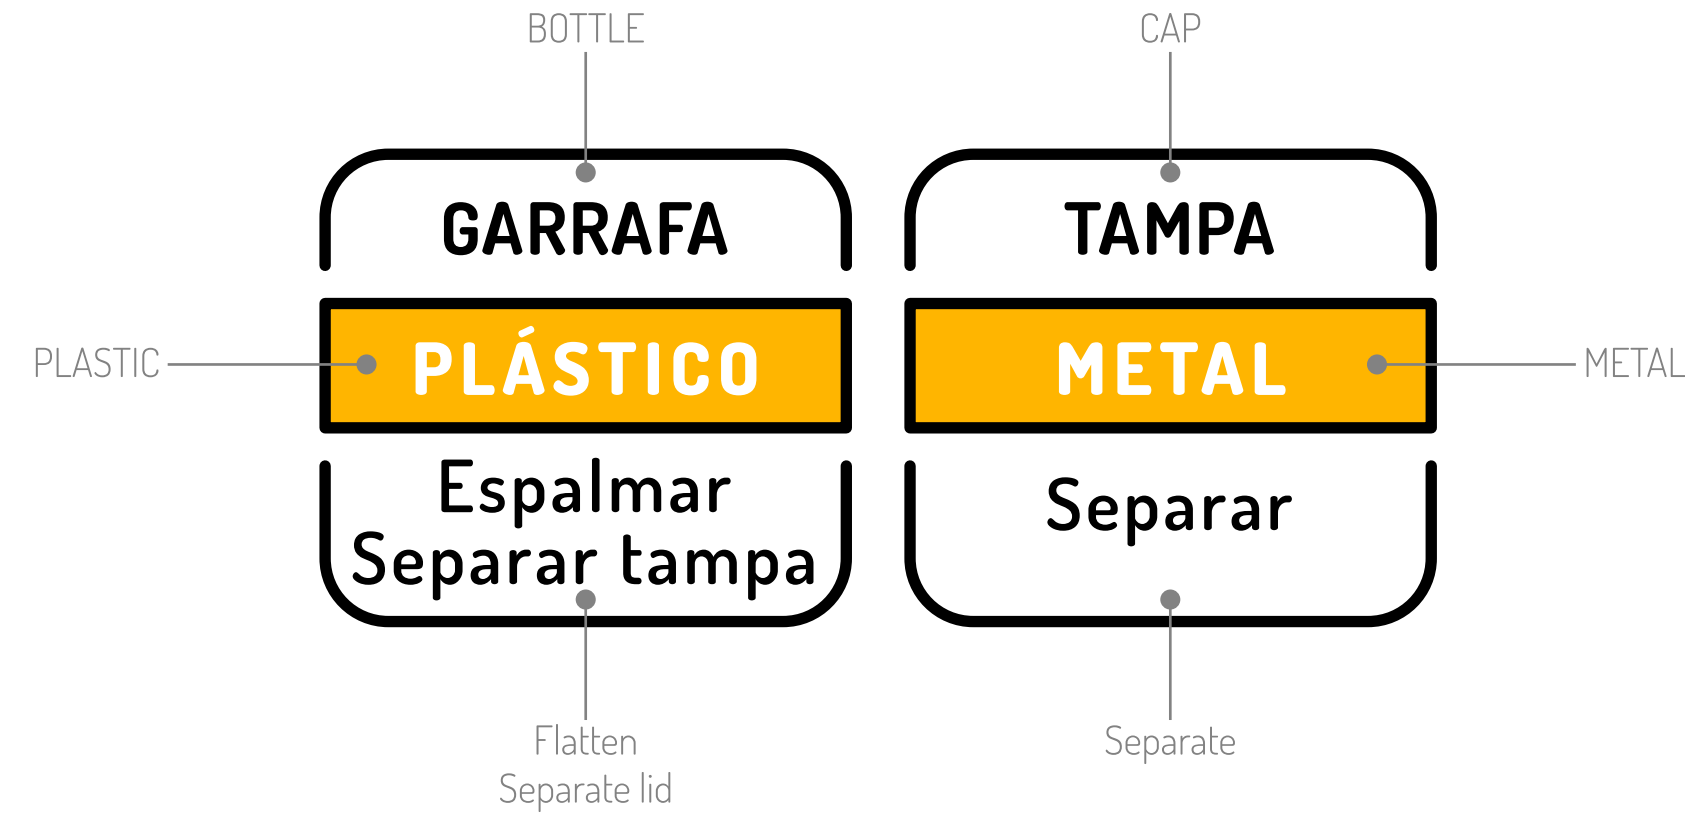 BOTTLE
CAP
GARRAFA
TAMPA
PLASTIC
PLÁSTICO
METAL
METAL
Espalmar
Separar tampa
Separar
Flatten
Separate lid
Separate